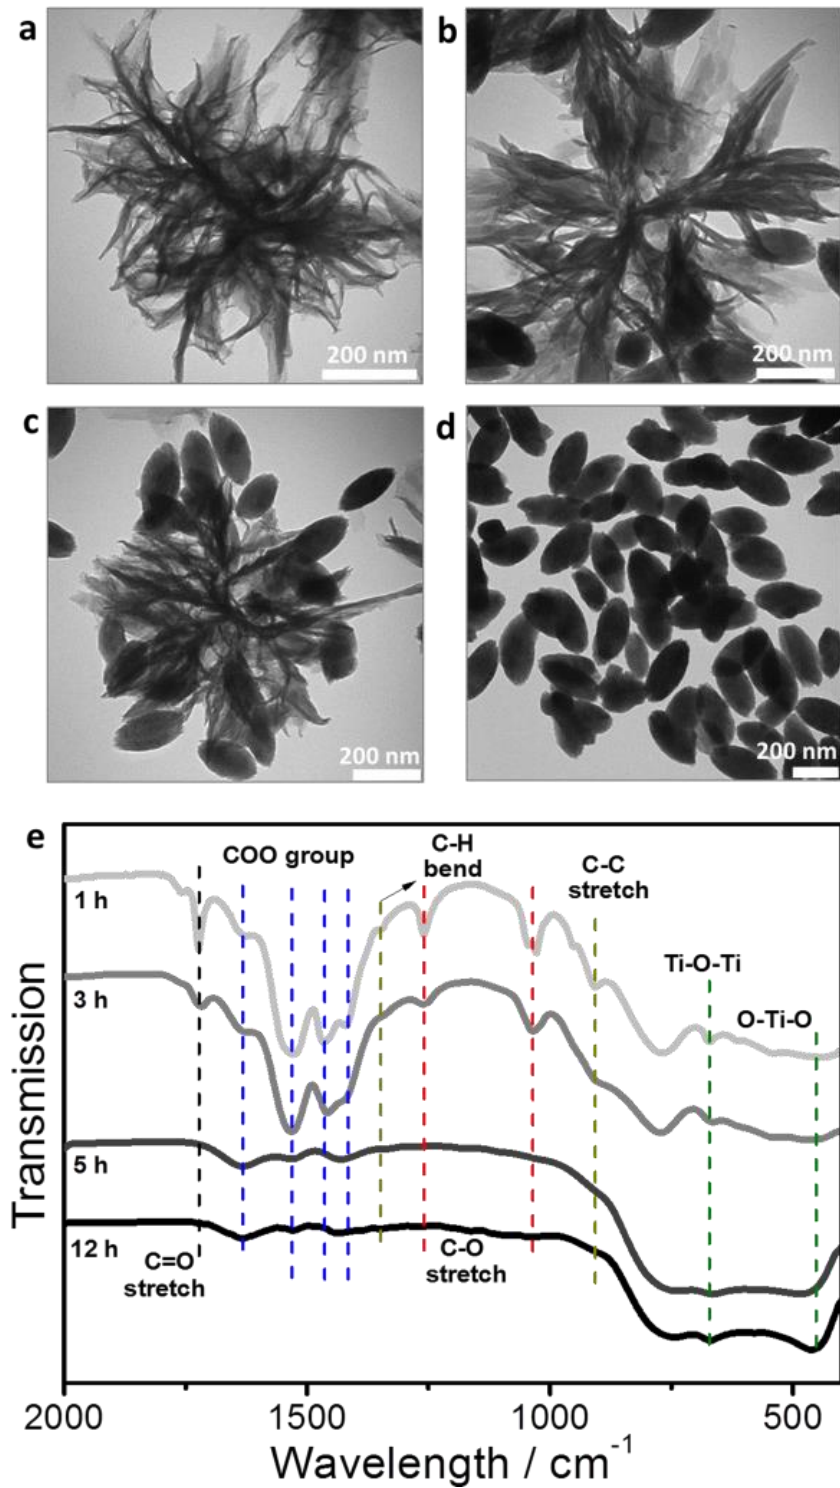 a
b
200 nm
200 nm
c
d
200 nm
200 nm
e
COO group
C-H
bend
C-C
stretch
1 h
Ti-O-Ti
3 h
O-Ti-O
5 h
12 h
C=O
stretch
C-O
stretch
Transmission
2000
1500
1000
500
Wavelength / cm⁻¹